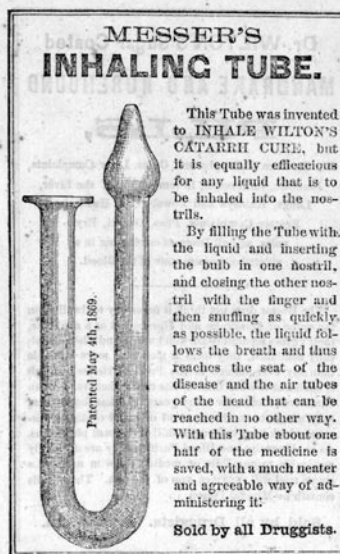 MESSER'S
INHALING TUBE.
This Tube was invented
to INHALE WILTON'S
CATARRH CURE, but
it is equally efficacious
for any liquid that is to
be inhaled into the nos-
trils.
By filling the Tube with
the liquid and inserting
the bulb in one nostril,
and closing the other nos-
tril with the finger and
then snuffing as quickly
as possible, the liquid fol-
lows the breath and thus
reaches the seat of the
disease and the air tubes
of the head that can be
reached in no other way.
With this Tube about one
half of the medicine is
saved, with a much neater
and agreeable way of ad-
ministering it:
Sold by all Druggists.
Patented May 4th, 1869.